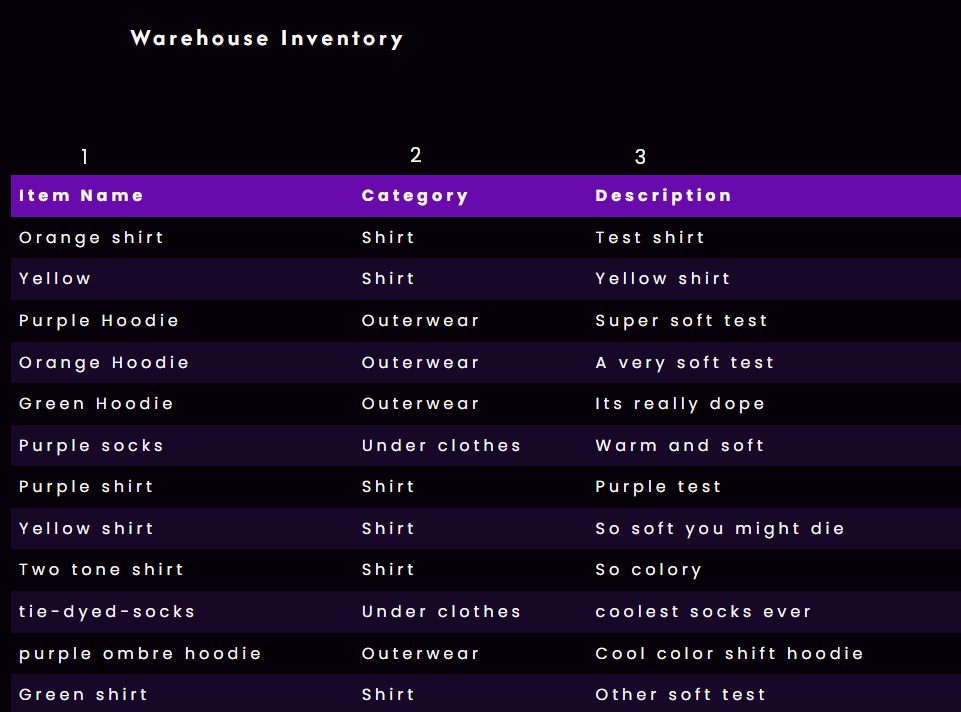 Warehouse Inventory
1 2 3
Item Name Category Description
Orange shirt Shirt Test shirt
Yellow Shirt Yellow shirt
Purple Hoodie Outerwear Super soft test
Orange Hoodie Outerwear A very soft test
Green Hoodie Outerwear Its really dope
Purple socks Under clothes Warm and soft
Purple shirt Shirt Purple test
Yellow shirt Shirt So soft you might die
Two tone shirt Shirt So colory
tie-dyed-socks Under clothes coolest socks ever
purple ombre hoodie Outerwear Cool color shift hoodie
Green shirt Shirt Other soft test